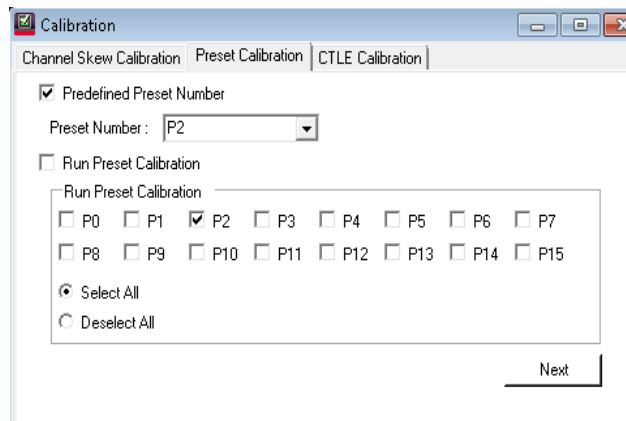 Calibration
Channel Skew Calibration Preset Calibration CTLE Calibration
Predefined Preset Number
Preset Number : P2
Run Preset Calibration
Run Preset Calibration
P0 P1 P2 P3 P4 P5 P6 P7
P8 P9 P10 P11 P12 P13 P14 P15
Select All
Deselect All
Next